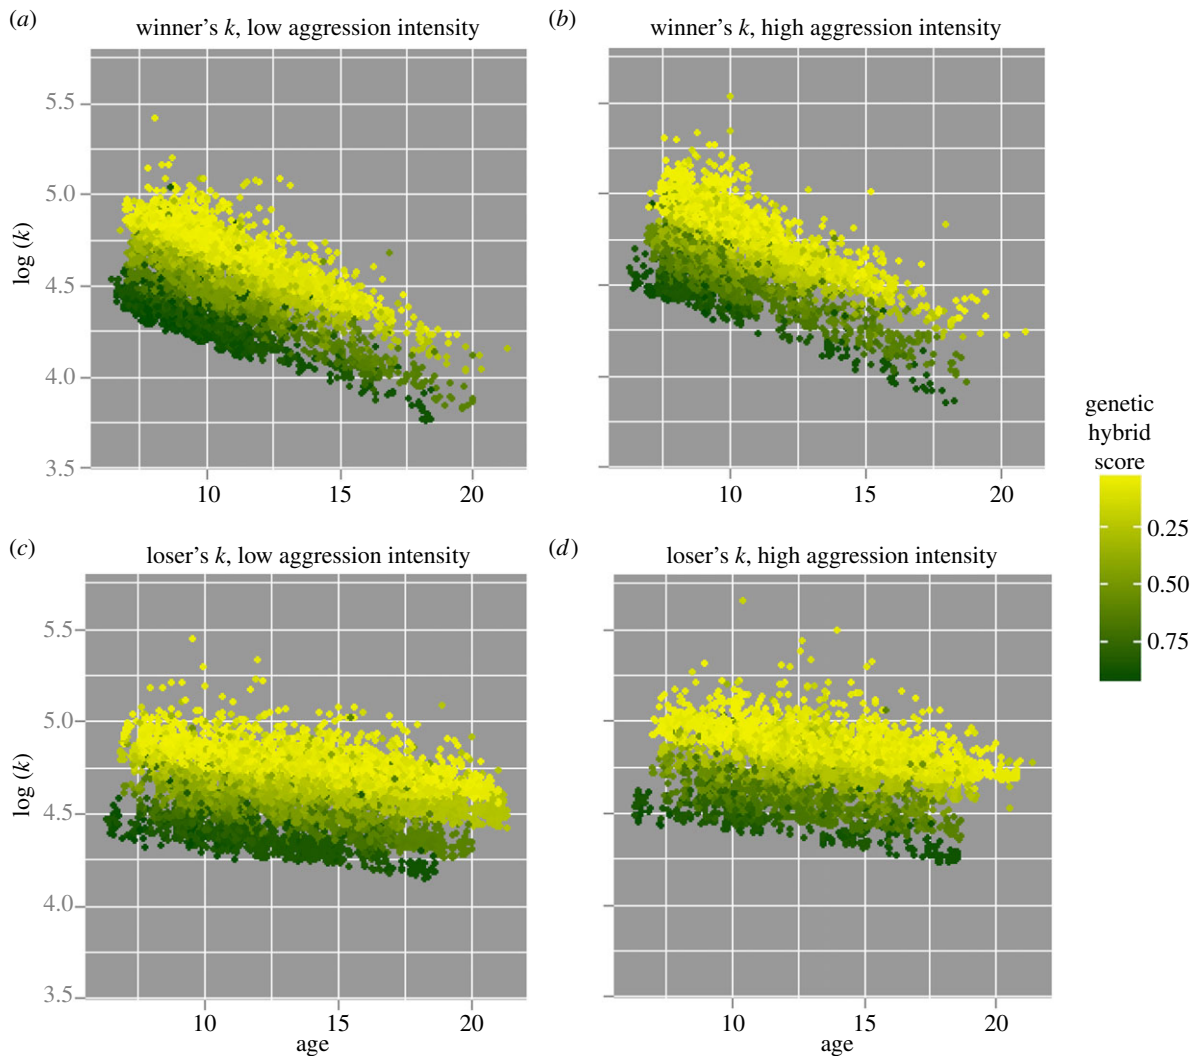 (a)
winner's k, low aggression intensity
(b)
winner's k, high aggression intensity
log (k)
5.5
5.0
4.5
4.0
3.5
10
15
20
10
15
20
genetic
hybrid
score
0.25
0.50
0.75
(c)
loser's k, low aggression intensity
(d)
loser's k, high aggression intensity
log (k)
5.5
5.0
4.5
4.0
3.5
10
15
20
age
10
15
20
age